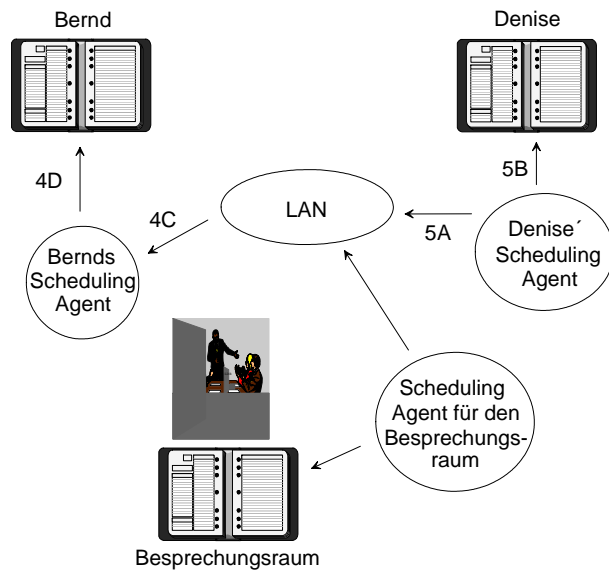 Bernd
Denise
4D
5B
4C
LAN
5A
Bernds
Scheduling
Agent
Denise´
Scheduling
Agent
Scheduling
Agent für den
Besprechungs-
raum
Besprechungsraum